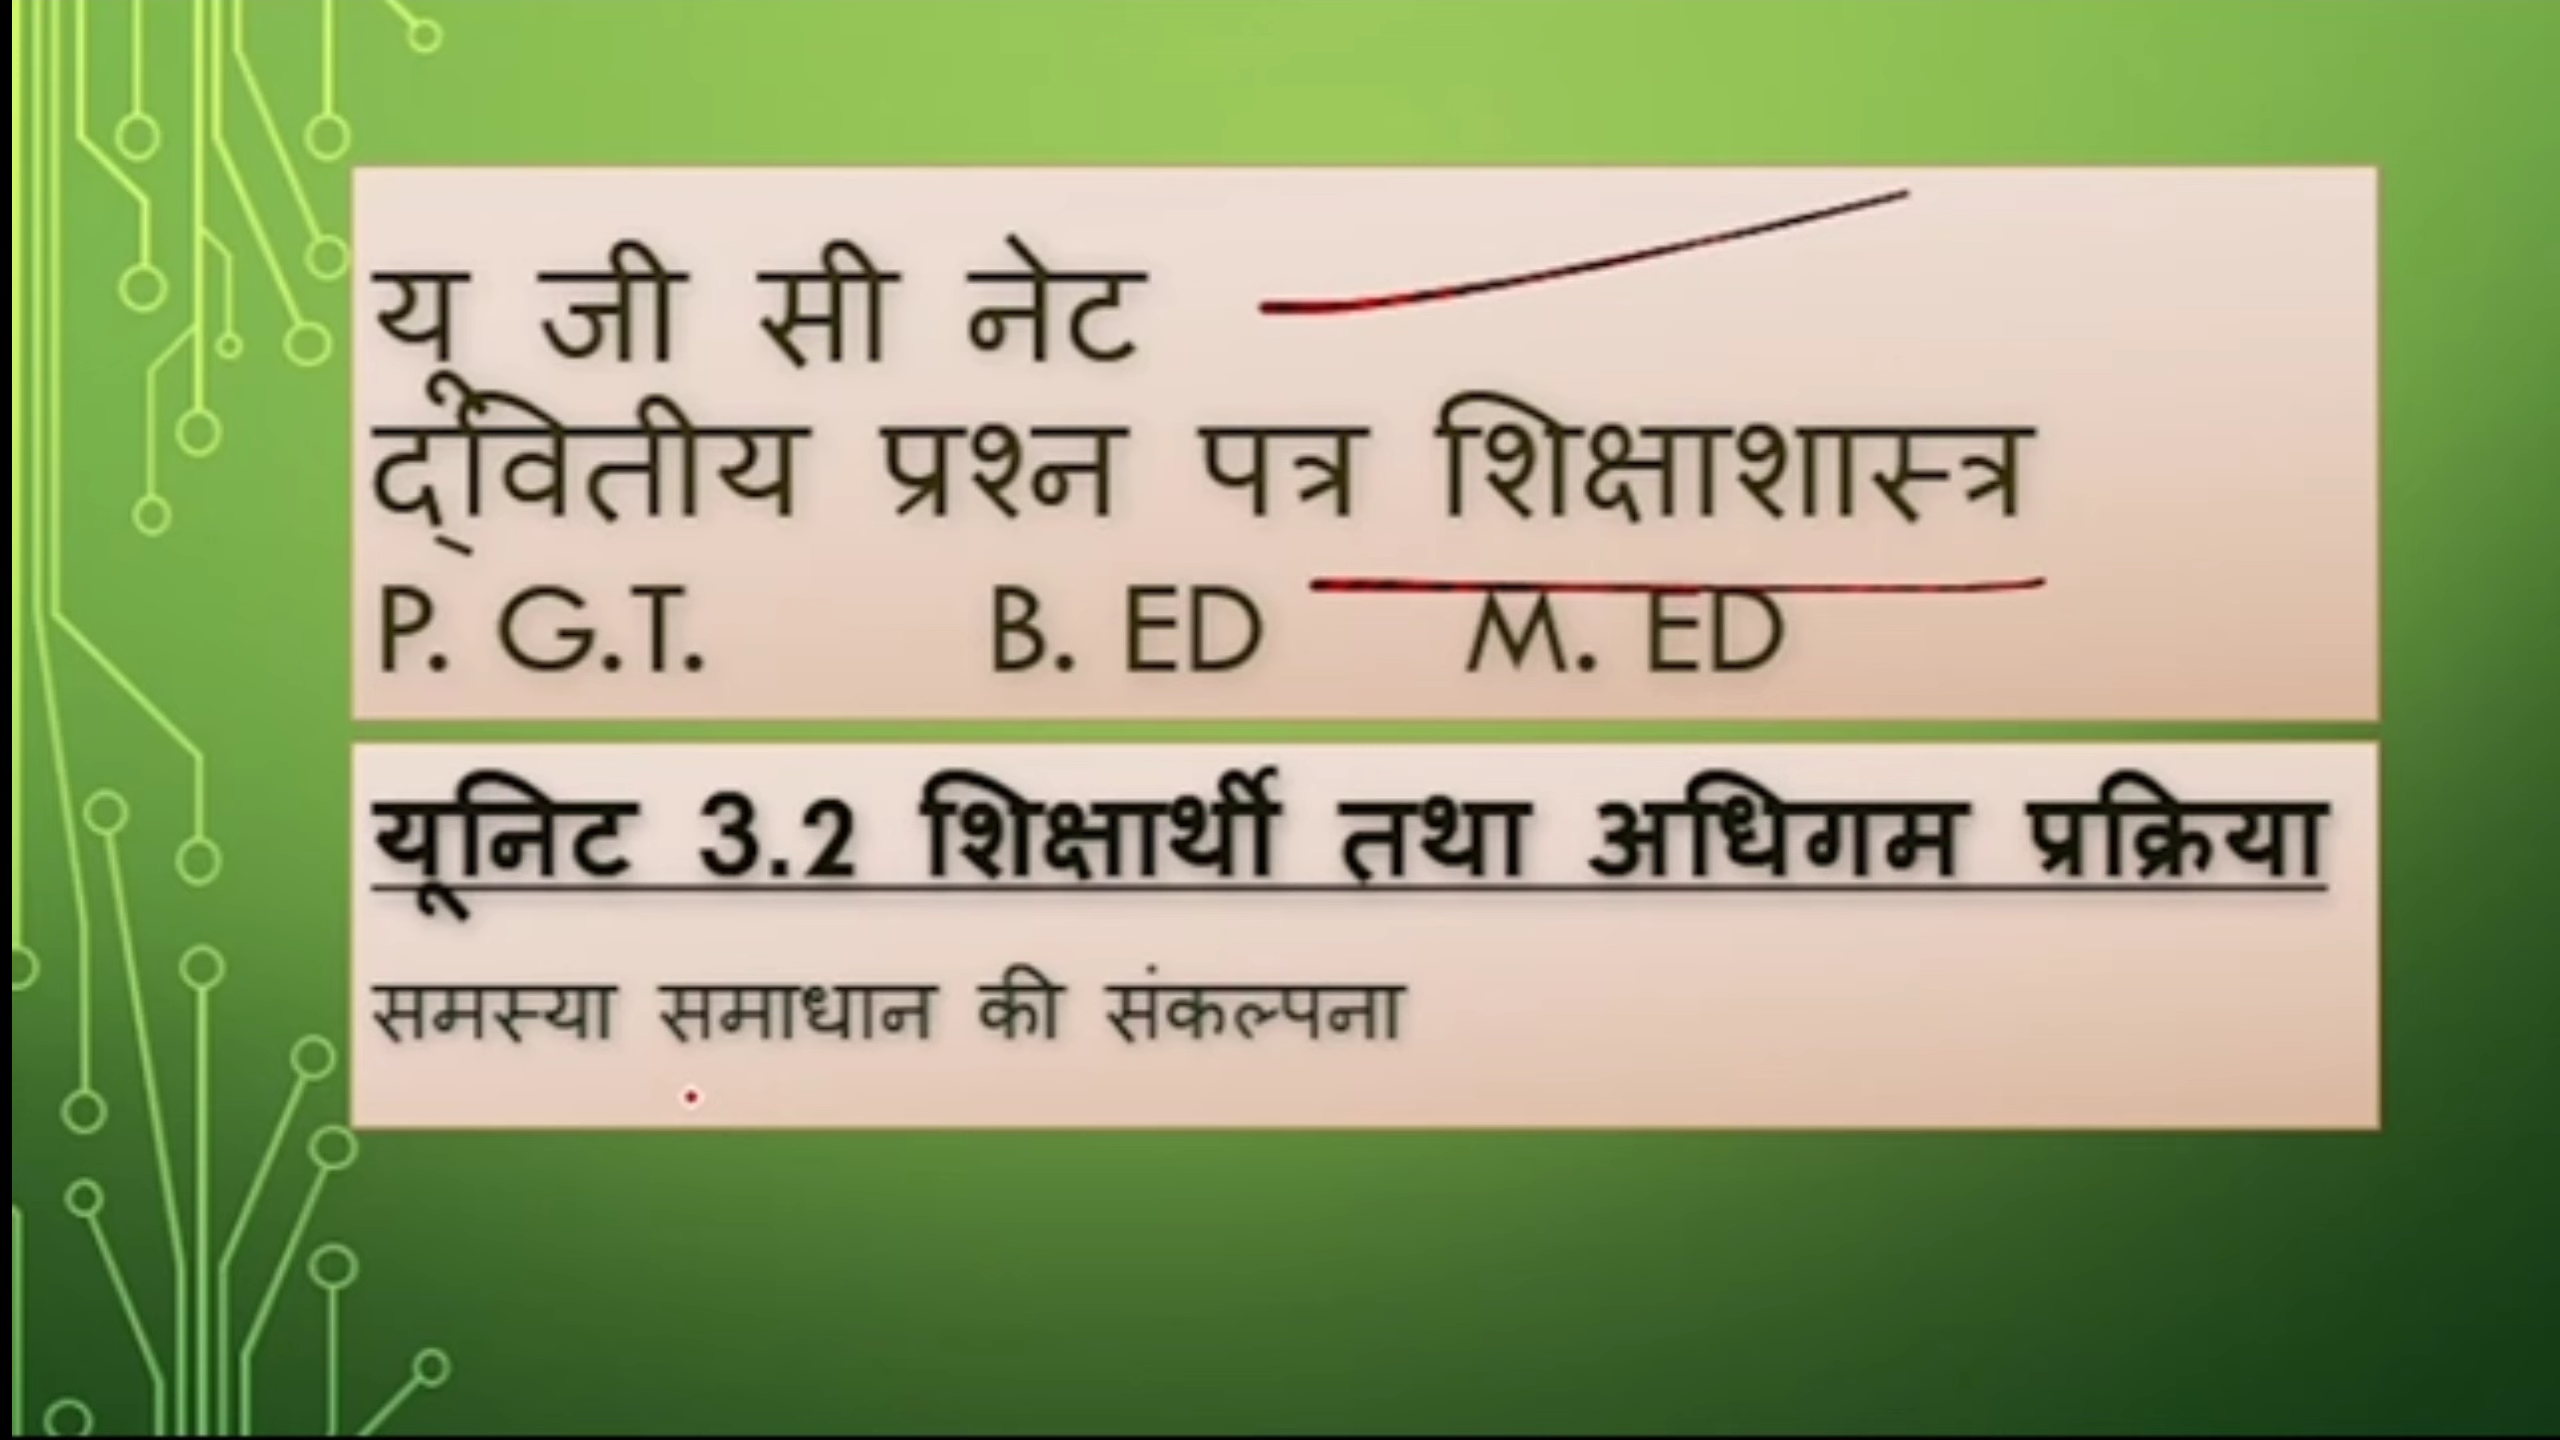 यू जी सी नेट
द्वितीय प्रश्न पत्र शिक्षाशास्त्र
P. G.T. B. ED M. ED
यूनिट 3.2 शिक्षार्थी तथा अधिगम प्रक्रिया
समस्या समाधान की संकल्पना